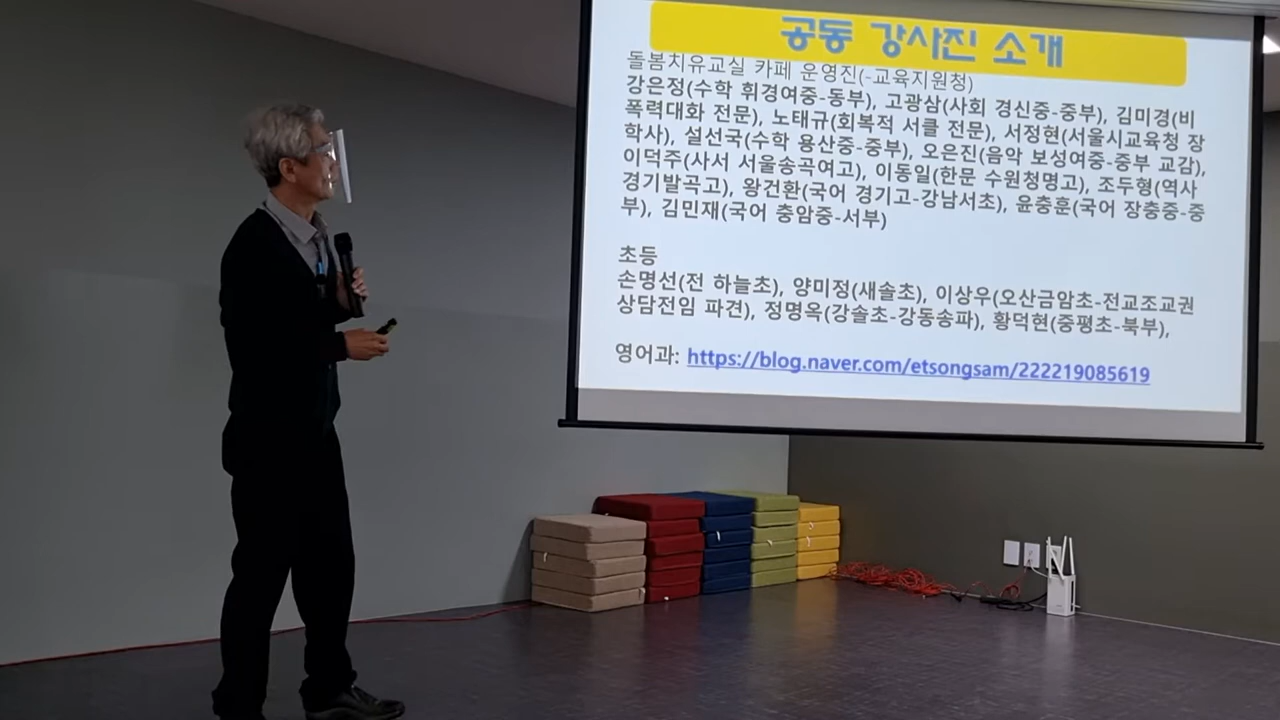 공동 강사진 소개
돌봄치유교실 카페 운영진(-교육지원청)
강은정(수학 휘경여중-동부), 고광삼(사회 경신중-중부), 김미경(비
폭력대화 전문), 노태규(회복적 서클 전문), 서정현(서울시교육청 장
학사), 설선국(수학 용산중-중부), 오은진(음악 보성여중-중부 교감),
이덕주(사서 서울송곡여고), 이동일(한문 수원청명고), 조두형(역사
경기발곡고), 왕건환(국어 경기고-강남서초), 윤충훈(국어 장충중-중
부), 김민재(국어 충암중-서부)
초등
손명선(전 하늘초), 양미정(새솔초), 이상우(오산금암초-전교조교권
상담전임 파견), 정명옥(강솔초-강동송파), 황덕현(중평초-북부),
영어과: https://blog.naver.com/etsongsam/222219085619